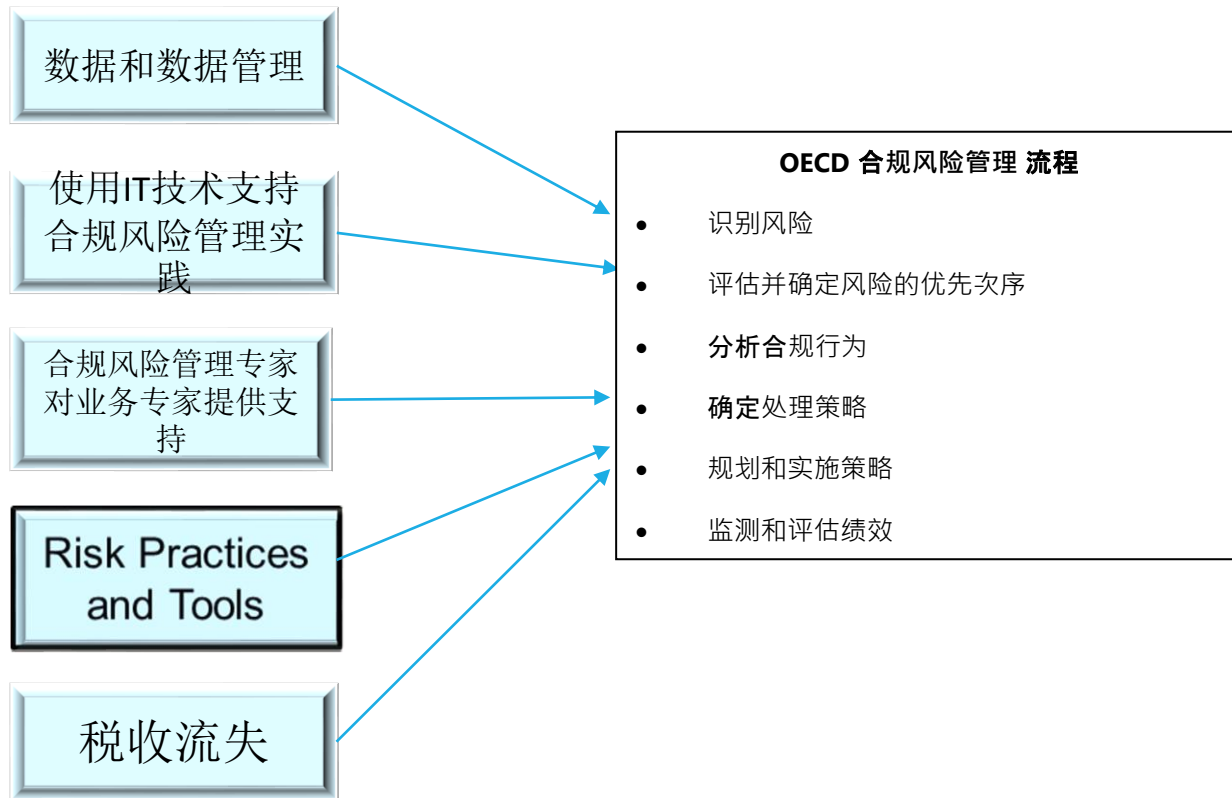 数据和数据管理
使用IT技术支持
合规风险管理实
践
合规风险管理专家
对业务专家提供支
持
Risk Practices
and Tools
税收流失
OECD 合规风险管理 流程
● 识别风险
● 评估并确定风险的优先次序
● 分析合规行为
● 确定处理策略
● 规划和实施策略
● 监测和评估绩效